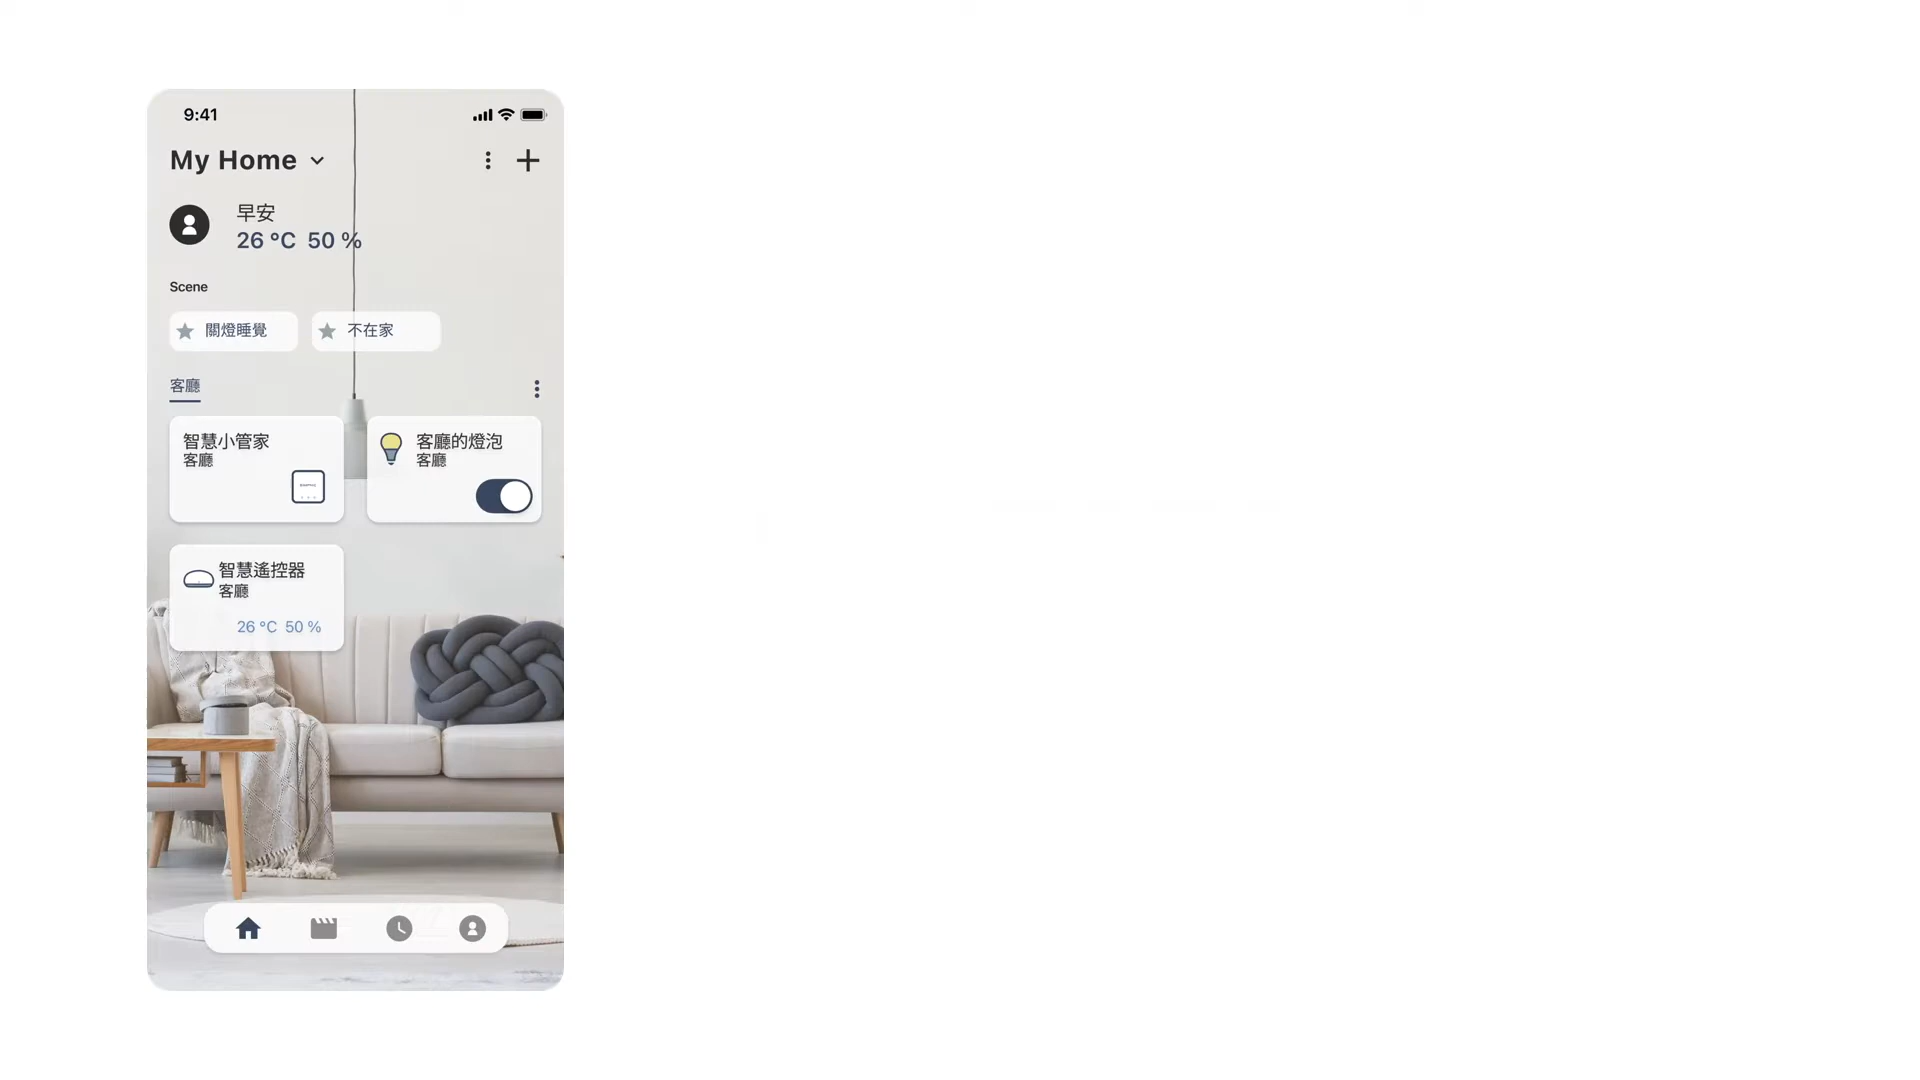 9:41
My Home
早安
26 °C 50 %
Scene
關燈睡覺
不在家
客廳
智慧小管家
客廳
客廳的燈泡
客廳
智慧遙控器
客廳
26 °C 50 %